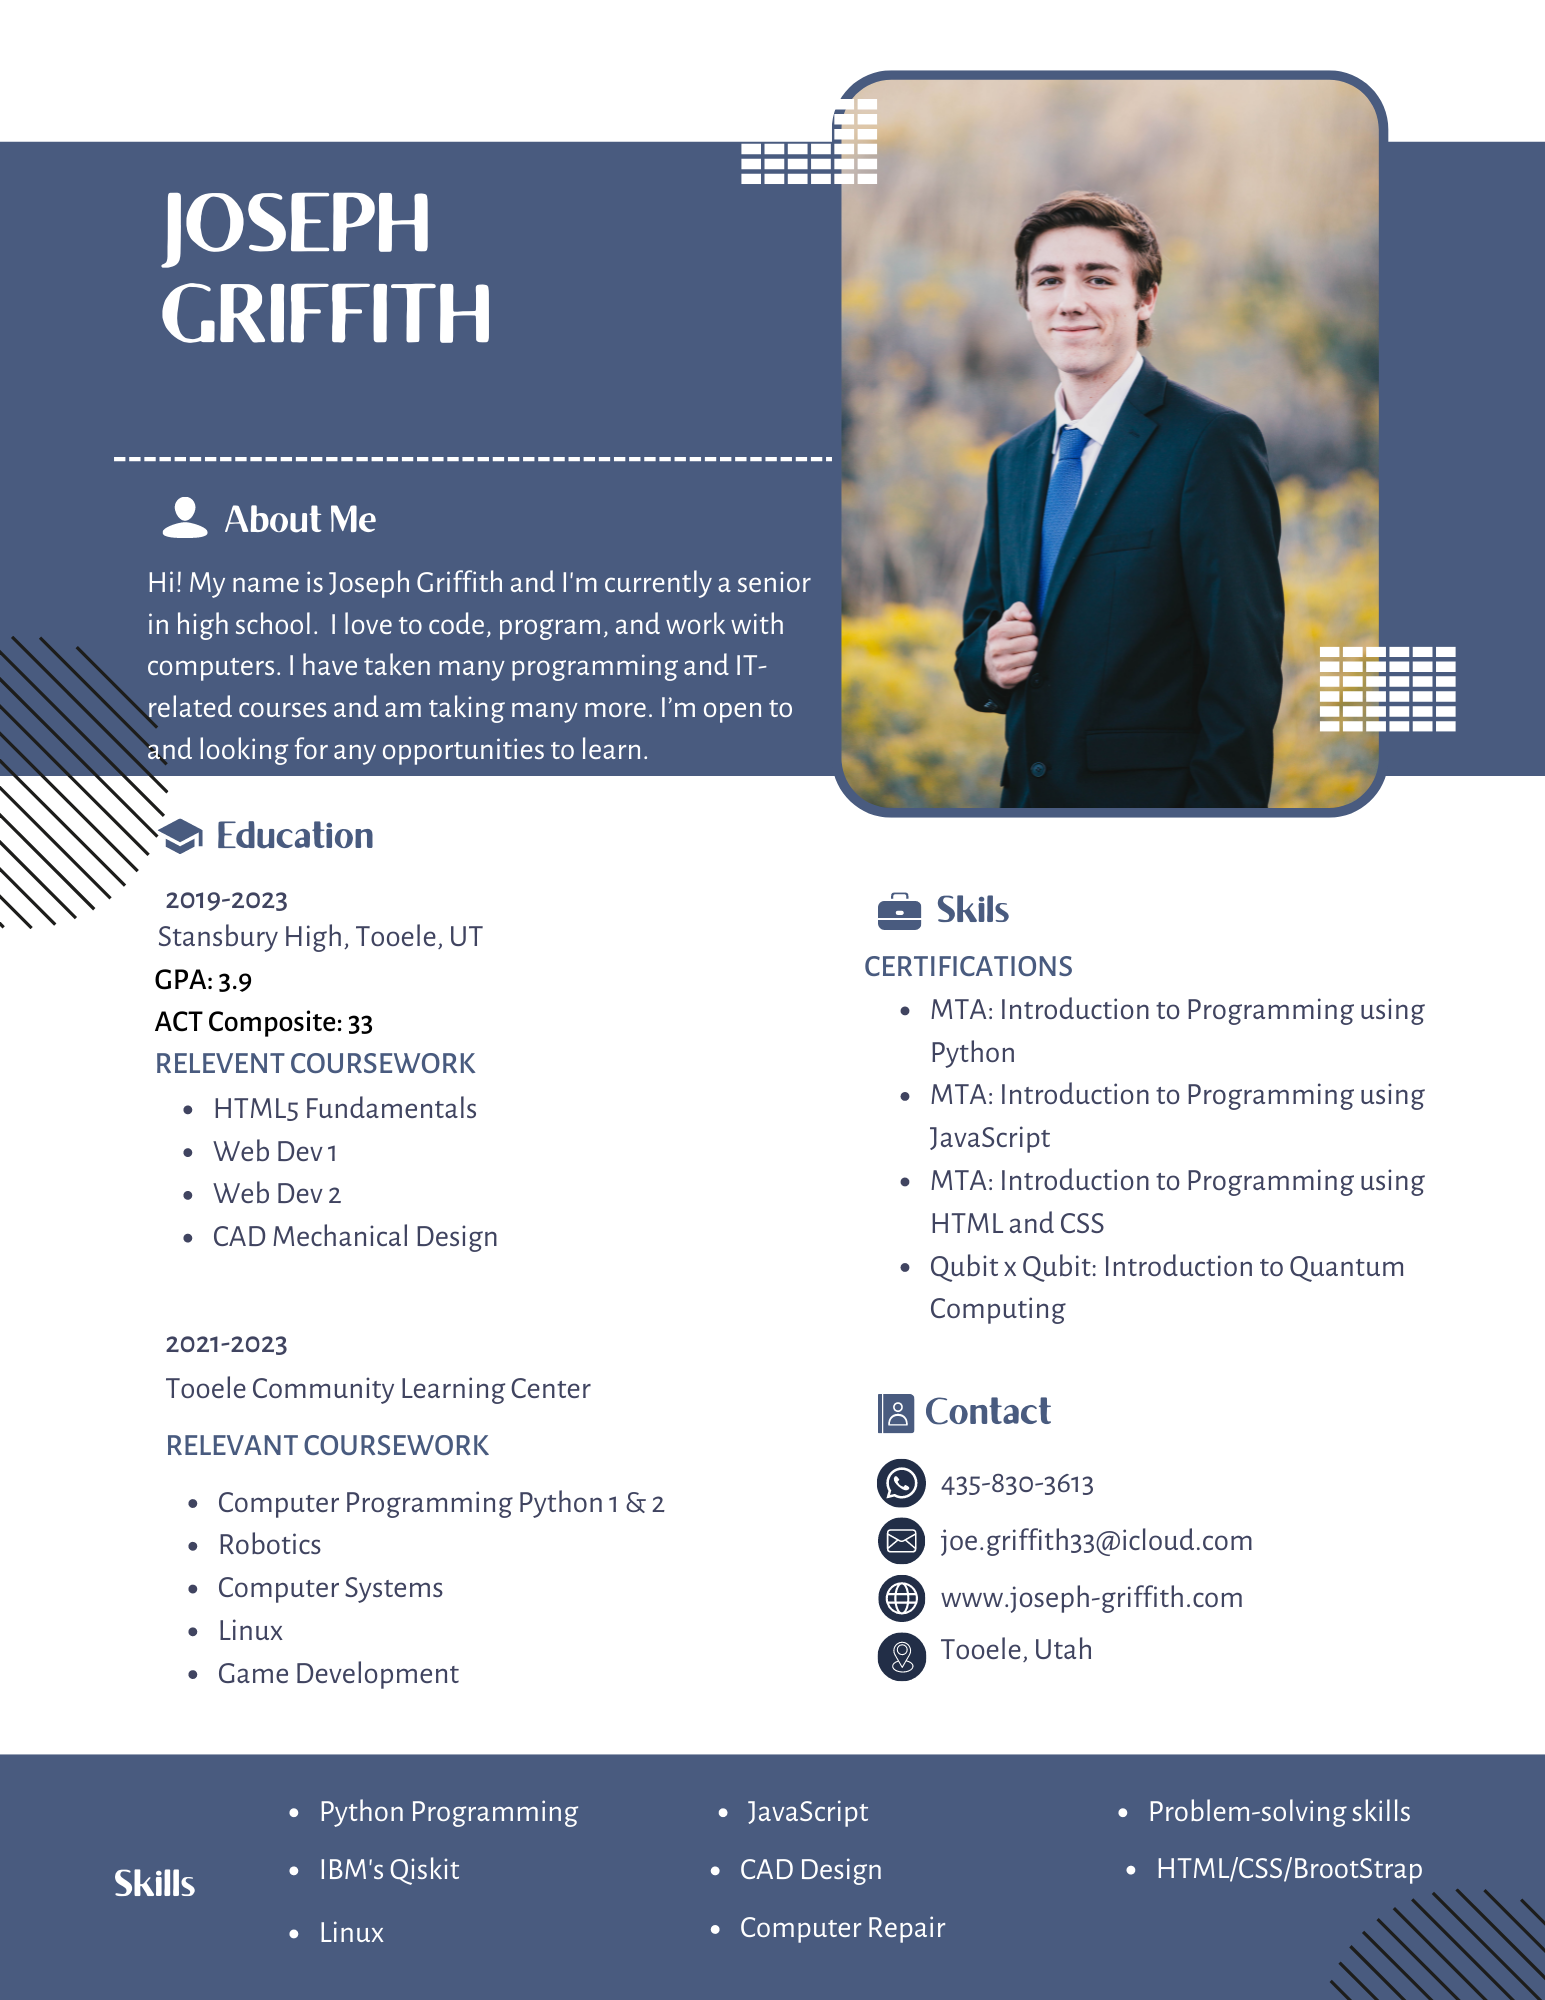 JOSEPH
GRIFFITH
About Me
Hi! My name is Joseph Griffith and I'm currently a senior
in high school.  I love to code, program, and work with
computers. I have taken many programming and IT-
related courses and am taking many more. I’m open to
and looking for any opportunities to learn.
Education
2019-2023
Stansbury High, Tooele, UT
GPA: 3.9
ACT Composite: 33
RELEVENT COURSEWORK
• HTML5 Fundamentals
• Web Dev 1
• Web Dev 2
• CAD Mechanical Design
2021-2023
Tooele Community Learning Center
RELEVANT COURSEWORK
• Computer Programming Python 1 & 2
• Robotics
• Computer Systems
• Linux
• Game Development
Skils
CERTIFICATIONS
• MTA: Introduction to Programming using
Python
• MTA: Introduction to Programming using
JavaScript
• MTA: Introduction to Programming using
HTML and CSS
• Qubit x Qubit: Introduction to Quantum
Computing
Contact
435-830-3613
joe.griffith33@icloud.com
www.joseph-griffith.com
Tooele, Utah
Skills
• Python Programming
• IBM's Qiskit
• Linux
• JavaScript
• CAD Design
• Computer Repair
• Problem-solving skills
• HTML/CSS/BrootStrap